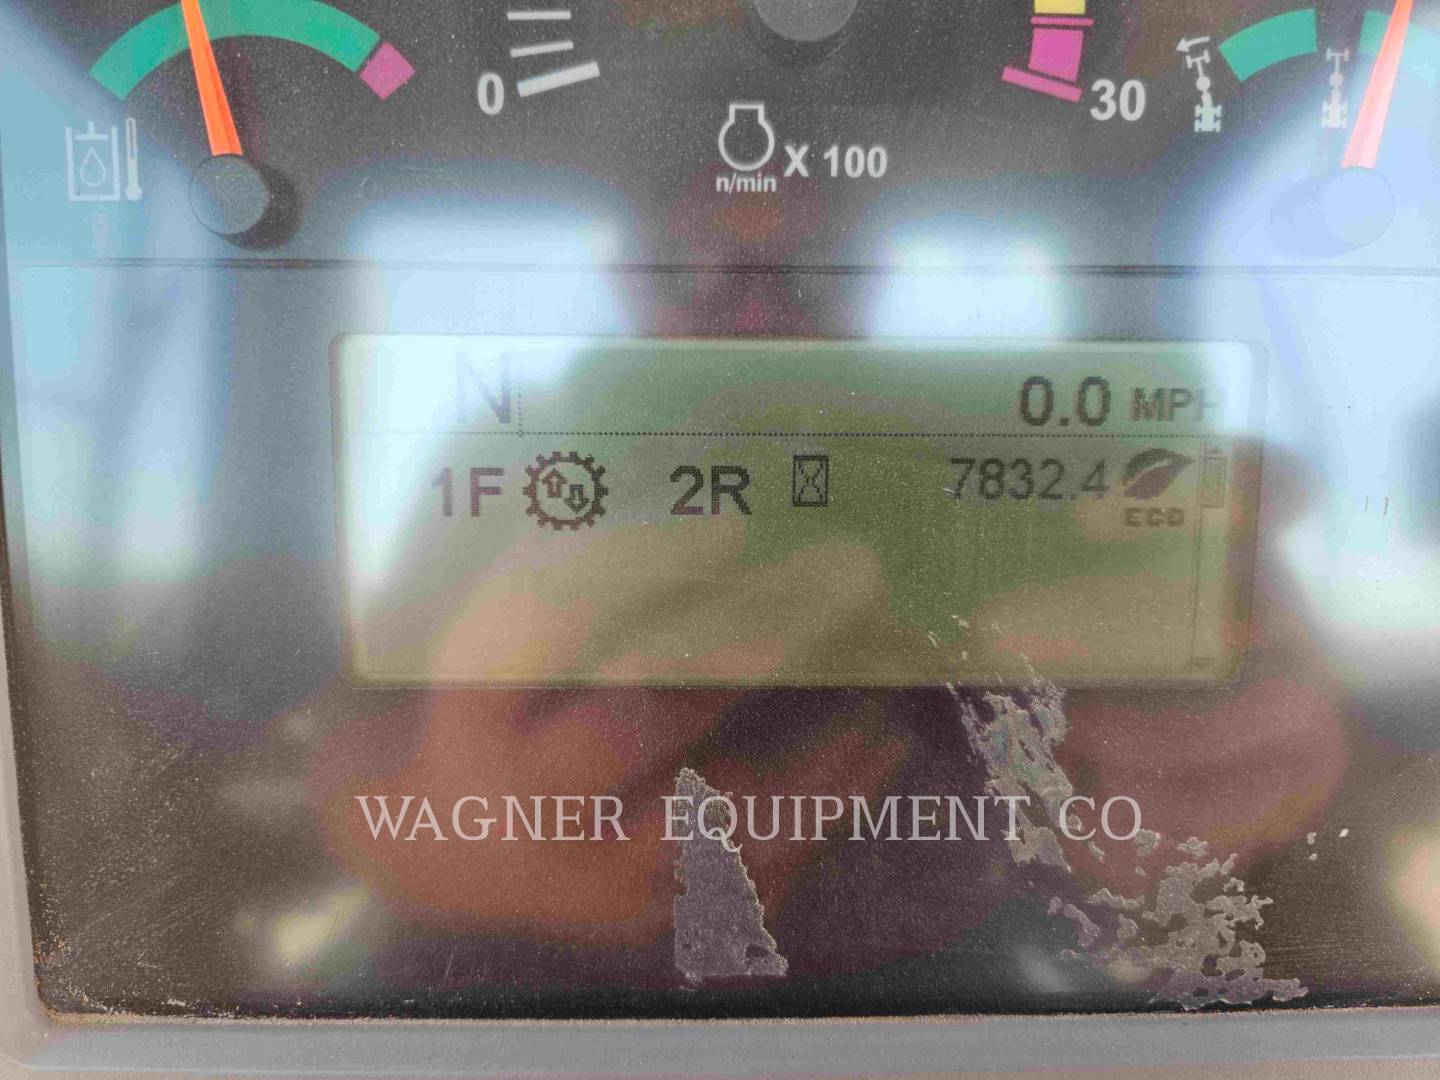 0
30
X 100
n/min
N 0.0 MPH
1F 2R 7832.4
ECO
WAGNER EQUIPMENT CO